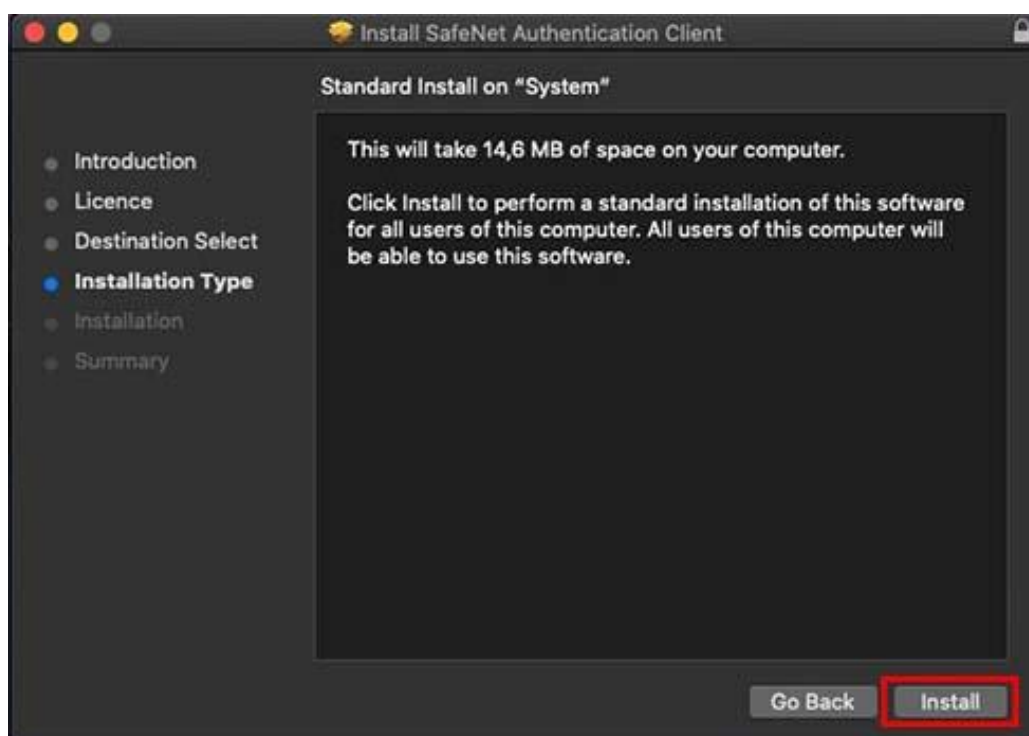 Install SafeNet Authentication Client
Standard Install on "System"
Introduction
Licence
Destination Select
Installation Type
Installation
Summary
This will take 14,6 MB of space on your computer.
Click Install to perform a standard installation of this software
for all users of this computer. All users of this computer will
be able to use this software.
Go Back
Install